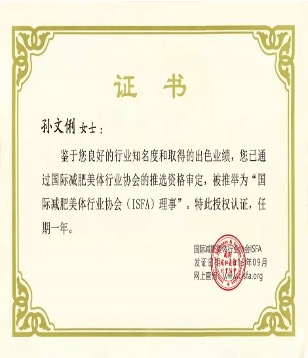 证书
孙文俐 女士：
鉴于您良好的行业知名度和取得的出色业绩，您已通
过国际减肥美体行业协会的推选资格审定，被推举为“国
际减肥美体行业协会（ISFA）理事”。特此授权认证，任
期一年。
国际减肥美体行业协会ISFA
发证日期 年09月
网上查询 isfa.org